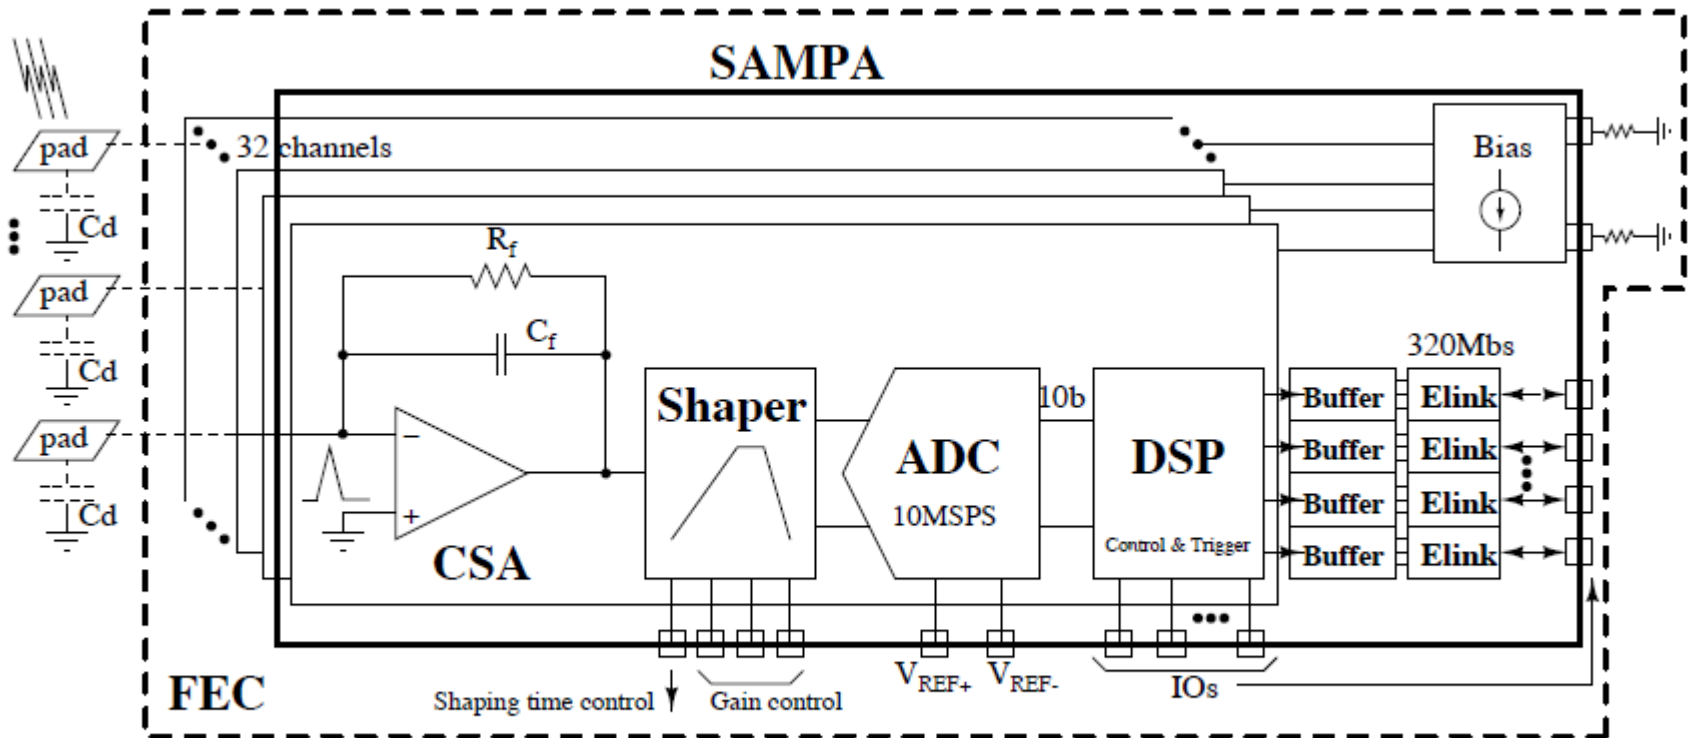 SAMPA
pad
32 channels
Bias
Cd
Rf
pad
Cf
320Mbs
Cd
Shaper
10b
Buffer
Elink
pad
−
ADC
DSP
Buffer
Elink
10MSPS
Buffer
Elink
Cd
+
Control & Trigger
Buffer
Elink
CSA
FEC
Shaping time control
Gain control
VREF+
VREF-
IOs